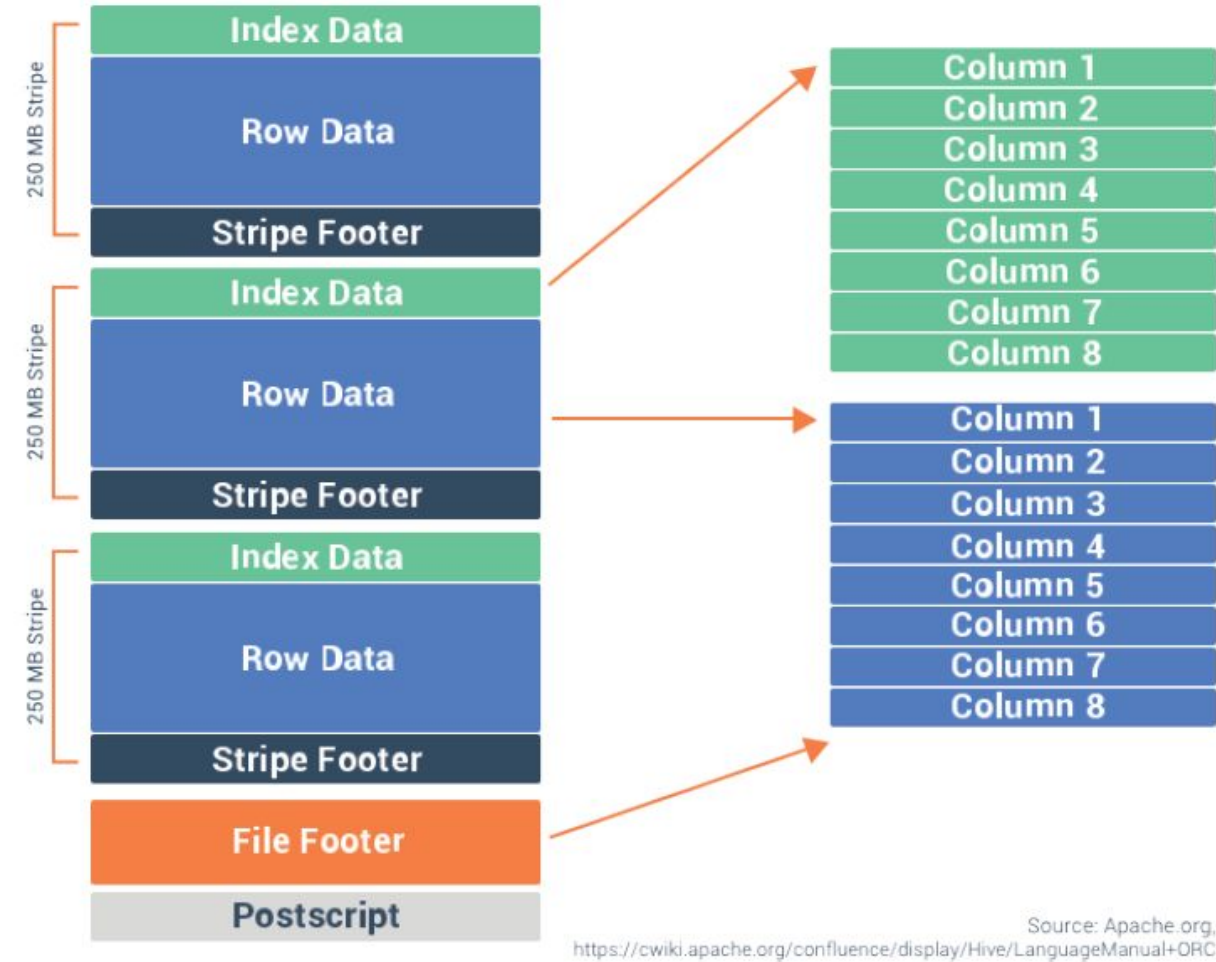 250 MB Stripe
Index Data
Row Data
Stripe Footer
250 MB Stripe
Index Data
Row Data
Stripe Footer
250 MB Stripe
Index Data
Row Data
Stripe Footer
File Footer
Postscript
Column 1
Column 2
Column 3
Column 4
Column 5
Column 6
Column 7
Column 8
Column 1
Column 2
Column 3
Column 4
Column 5
Column 6
Column 7
Column 8
Source: Apache.org,
https://cwiki.apache.org/confluence/display/Hive/LanguageManual+ORC